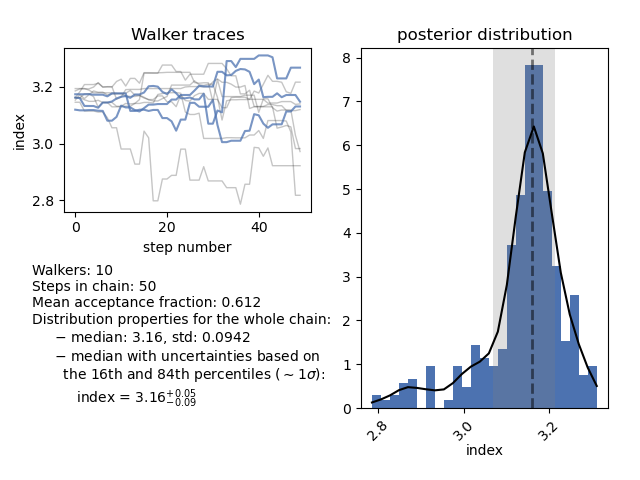 Walker traces
3.2
3.0
2.8
index
0
20
40
step number
Walkers: 10
Steps in chain: 50
Mean acceptance fraction: 0.612
Distribution properties for the whole chain:
− median: 3.16, std: 0.0942
− median with uncertainties based on
the 16th and 84th percentiles (∼1σ):
index = 3.16+0.05−0.09
posterior distribution
8
7
6
5
4
3
2
1
0
2.8
3.0
3.2
index